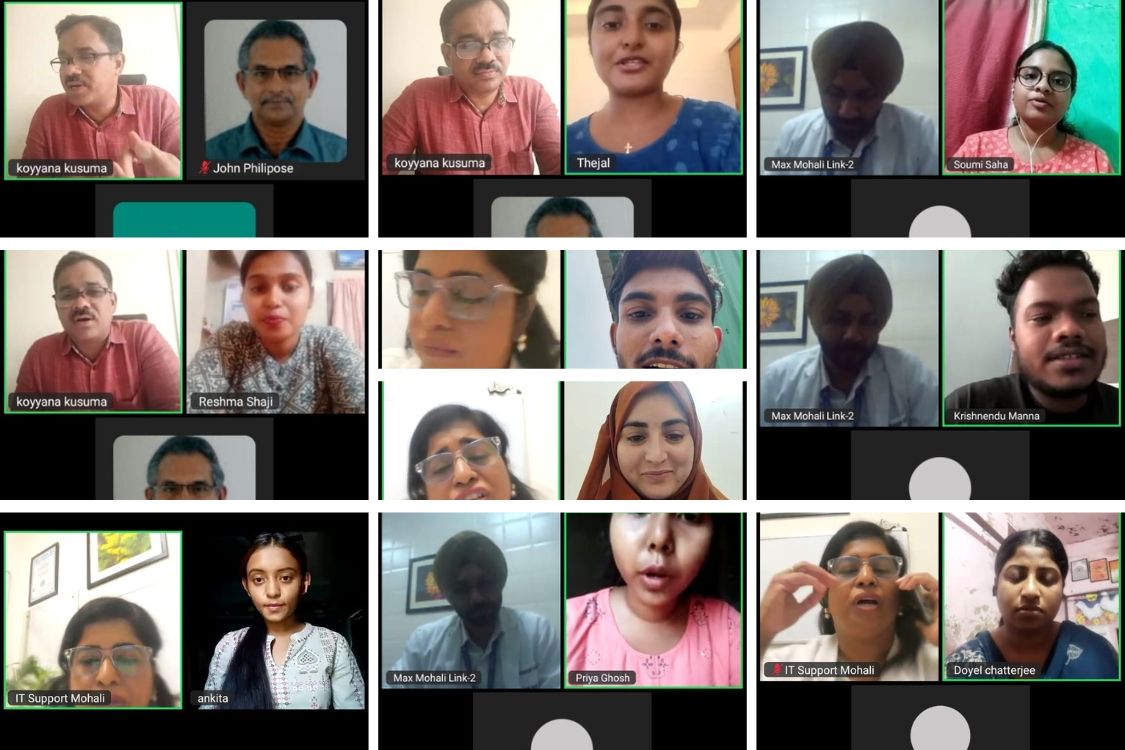 koyyana kusuma
John Philipose
koyyana kusuma
Thejal
Max Mohali Link-2
Soumi Saha
koyyana kusuma
Reshma Shaji
Max Mohali Link-2
Krishnendu Manna
IT Support Mohali
ankita
Max Mohali Link-2
Priya Ghosh
IT Support Mohali
Doyel chatterjee